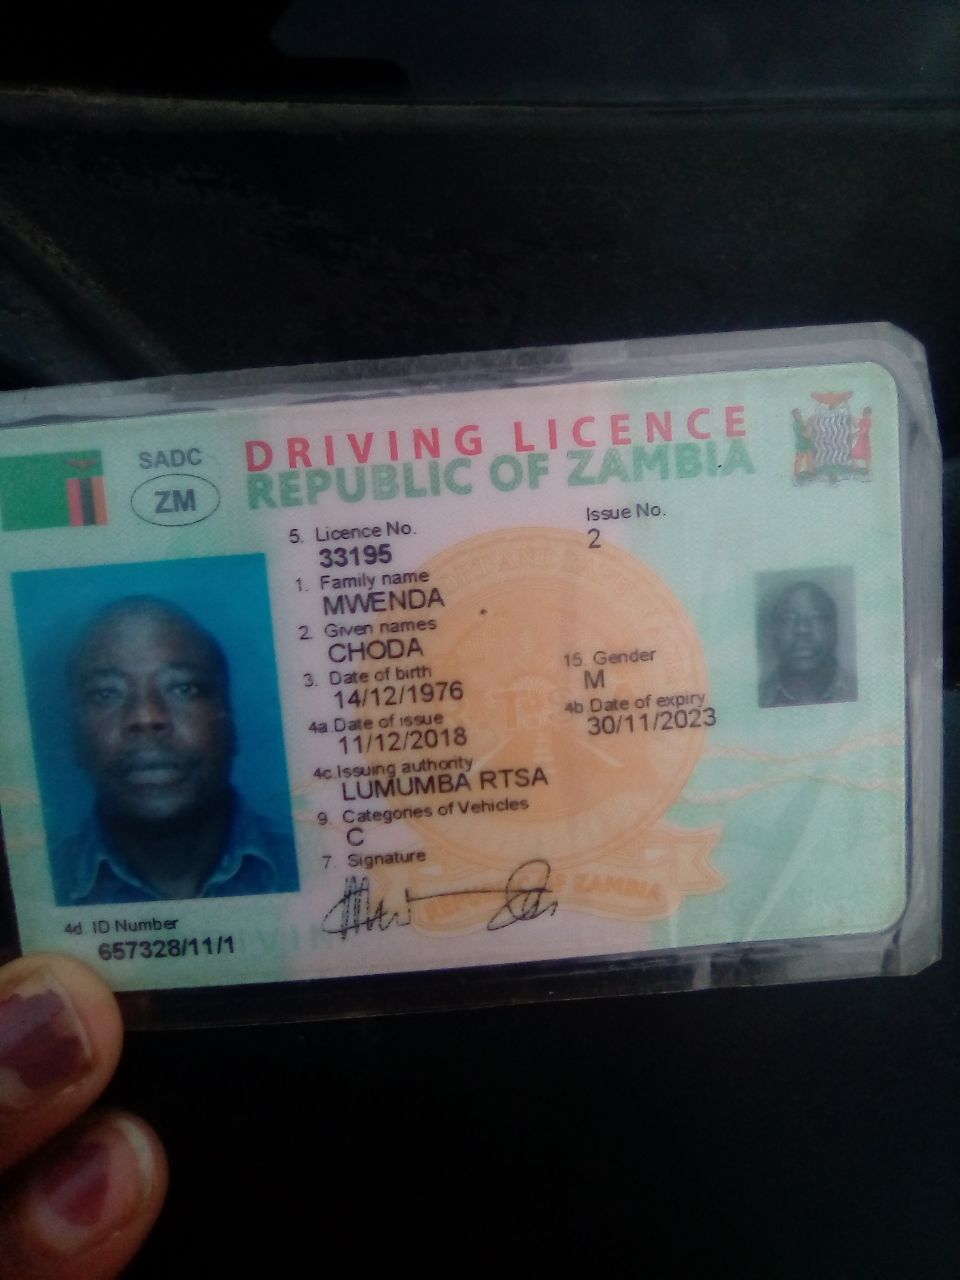 SADC
ZM
DRIVING LICENCE
REPUBLIC OF ZAMBIA
5. Licence No.
33195
Issue No.
2
1. Family name
MWENDA
2. Given names
CHODA
3. Date of birth
14/12/1976
15. Gender
M
4a. Date of issue
11/12/2018
4b. Date of expiry
30/11/2023
4c. Issuing authority
LUMUMBA RTSA
9. Categories of Vehicles
C
7. Signature
4d. ID Number
657328/11/1
REPUBLIC OF ZAMBIA